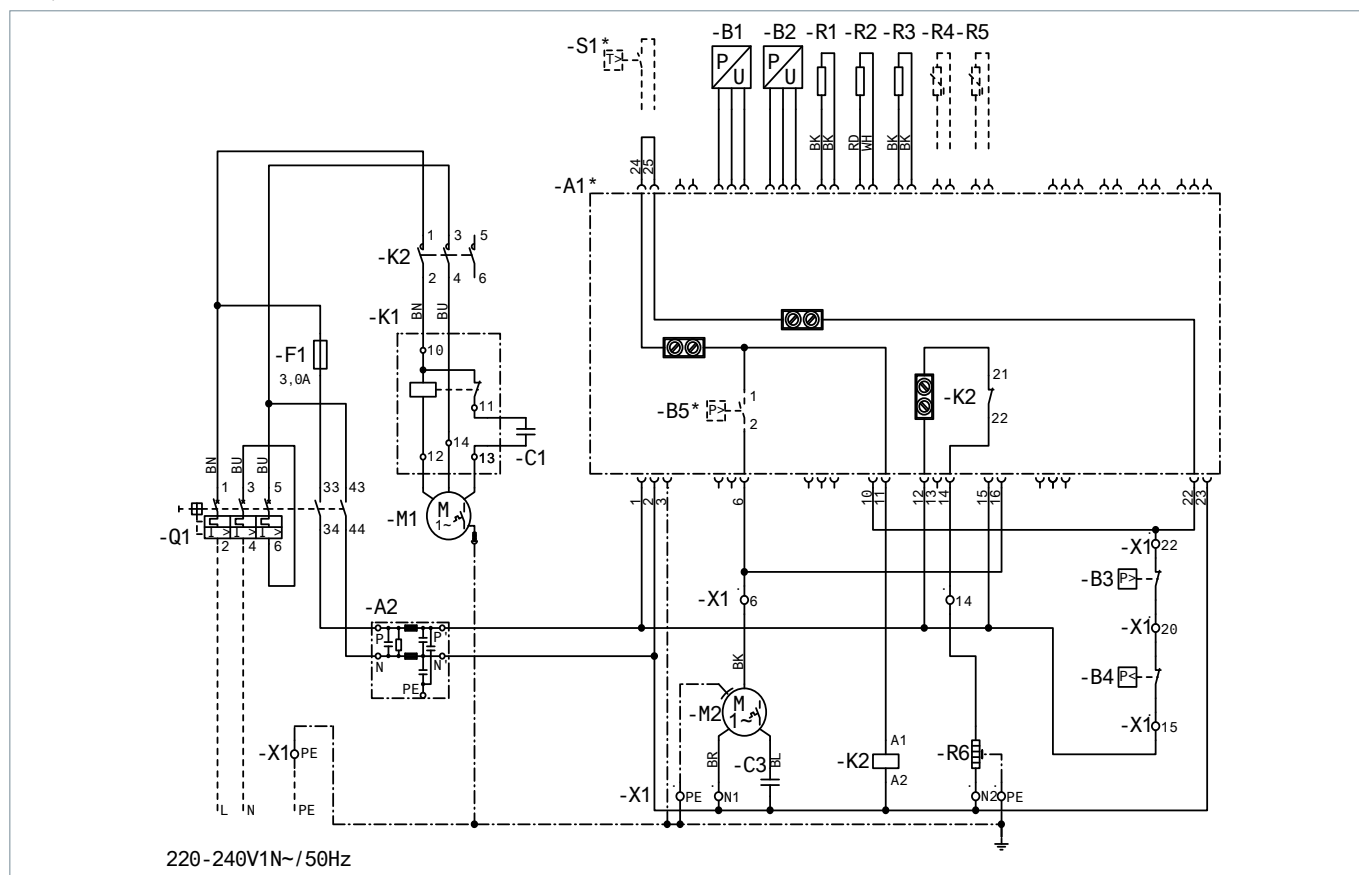 -S1* -B1 -B2 -R1 -R2 -R3 -R4 -R5
T> P U P U
BK BK RD WH BK BK
24 25
-A1*
1 3 5
-K2
2 4 6
BN BU
-K1
10
-F1
3,0A
21
-K2
22
11
1
-B5* P>
2
14
12 13 -C1
BN BU BU
1 3 5 33 43
M
1~
-M1
1 2 3 6 10 11 12 13 14 15 16 22 23
-Q1
I > I > I >
2 4 6 34 44
-X1 22
-B3 P>
-A2
-X1 6
14
P P'
-X1 20
N N'
BK
-B4 P<
PE
M
1~
-M2
-X1 15
-X1 PE
BR -C3 BL
A1
-K2
A2
-R6
-X1 PE N1 N2 PE
L N PE
220-240V1N~/50Hz